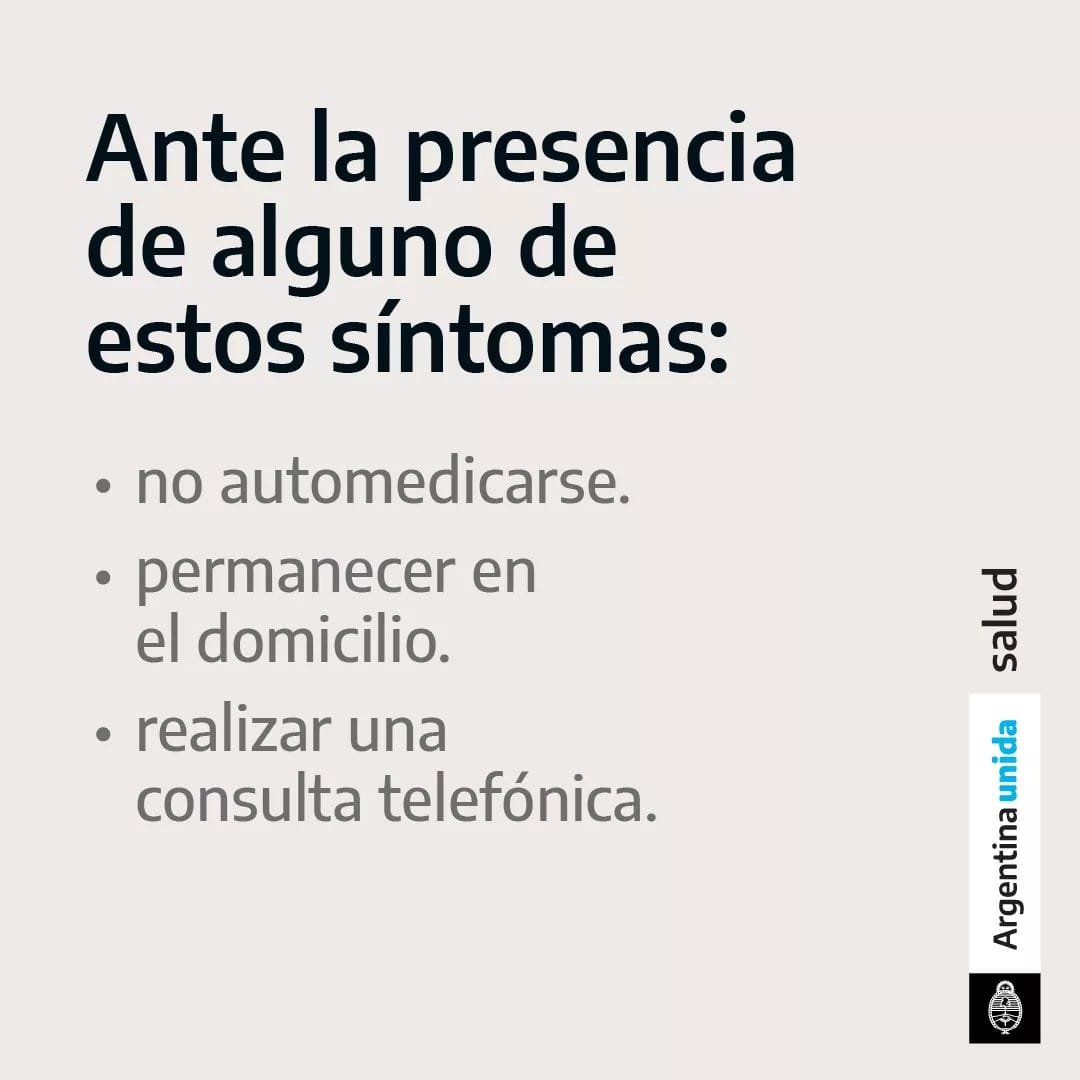 Ante la presencia
de alguno de
estos síntomas:
• no automedicarse.
• permanecer en
el domicilio.
• realizar una
consulta telefónica.
salud
Argentina unida